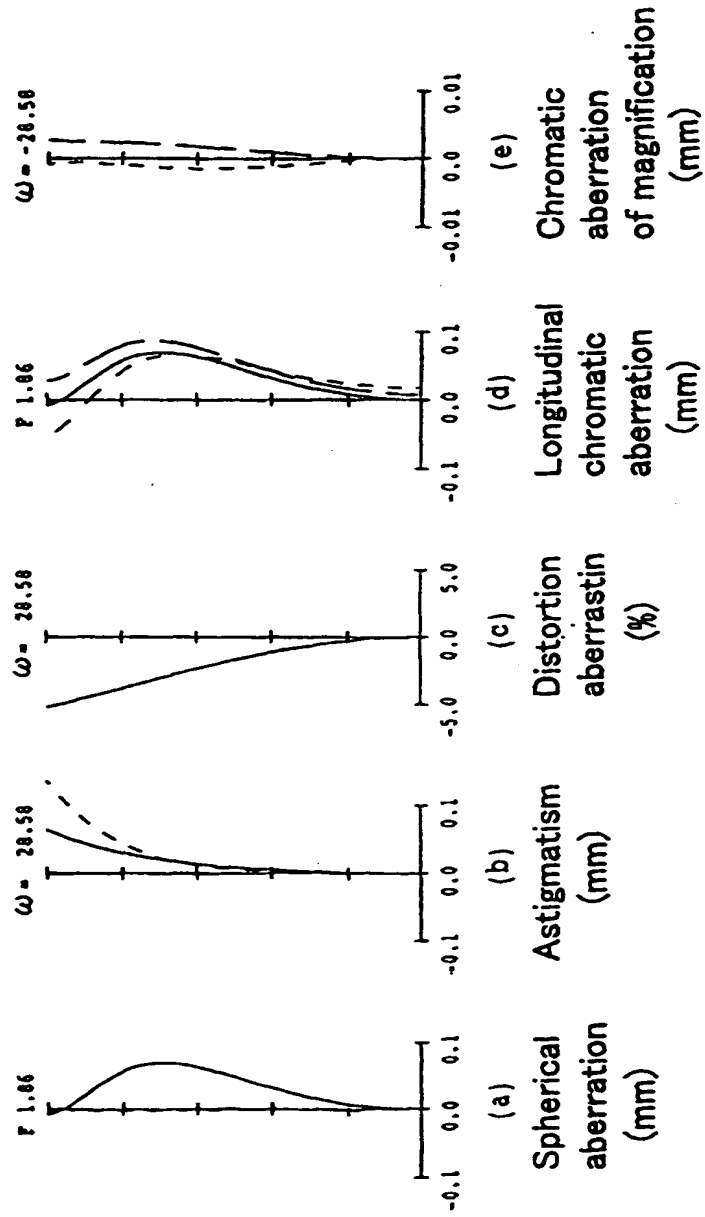 F 1.86
-0.1 0.0 0.1
(a)
Spherical
aberration
(mm)
ω= 28.58
-0.1 0.0 0.1
(b)
Astigmatism
(mm)
ω= 28.58
-5.0 0.0 5.0
(c)
Distortion
aberrastin
(%)
F 1.86
-0.1 0.0 0.1
(d)
Longitudinal
chromatic
aberration
(mm)
ω= -28.58
-0.01 0.0 0.01
(e)
Chromatic
aberration
of magnification
(mm)